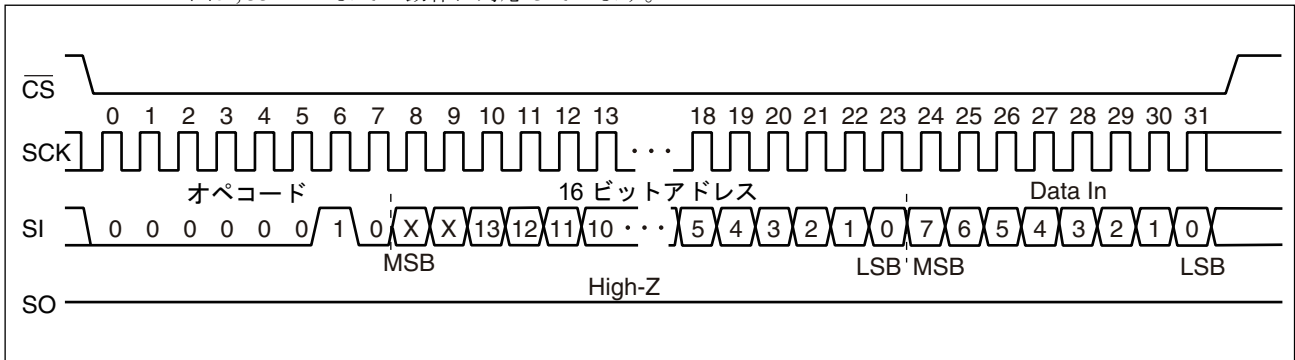 CS
0 1 2 3 4 5 6 7 8 9 10 11 12 13 18 19 20 21 22 23 24 25 26 27 28 29 30 31
SCK ･･･
オペコード 16 ビットアドレス Data In
SI 0 0 0 0 0 0 1 0 X X 13 12 11 10 ･･･ 5 4 3 2 1 0 7 6 5 4 3 2 1 0
MSB LSB MSB LSB
High-Z
SO